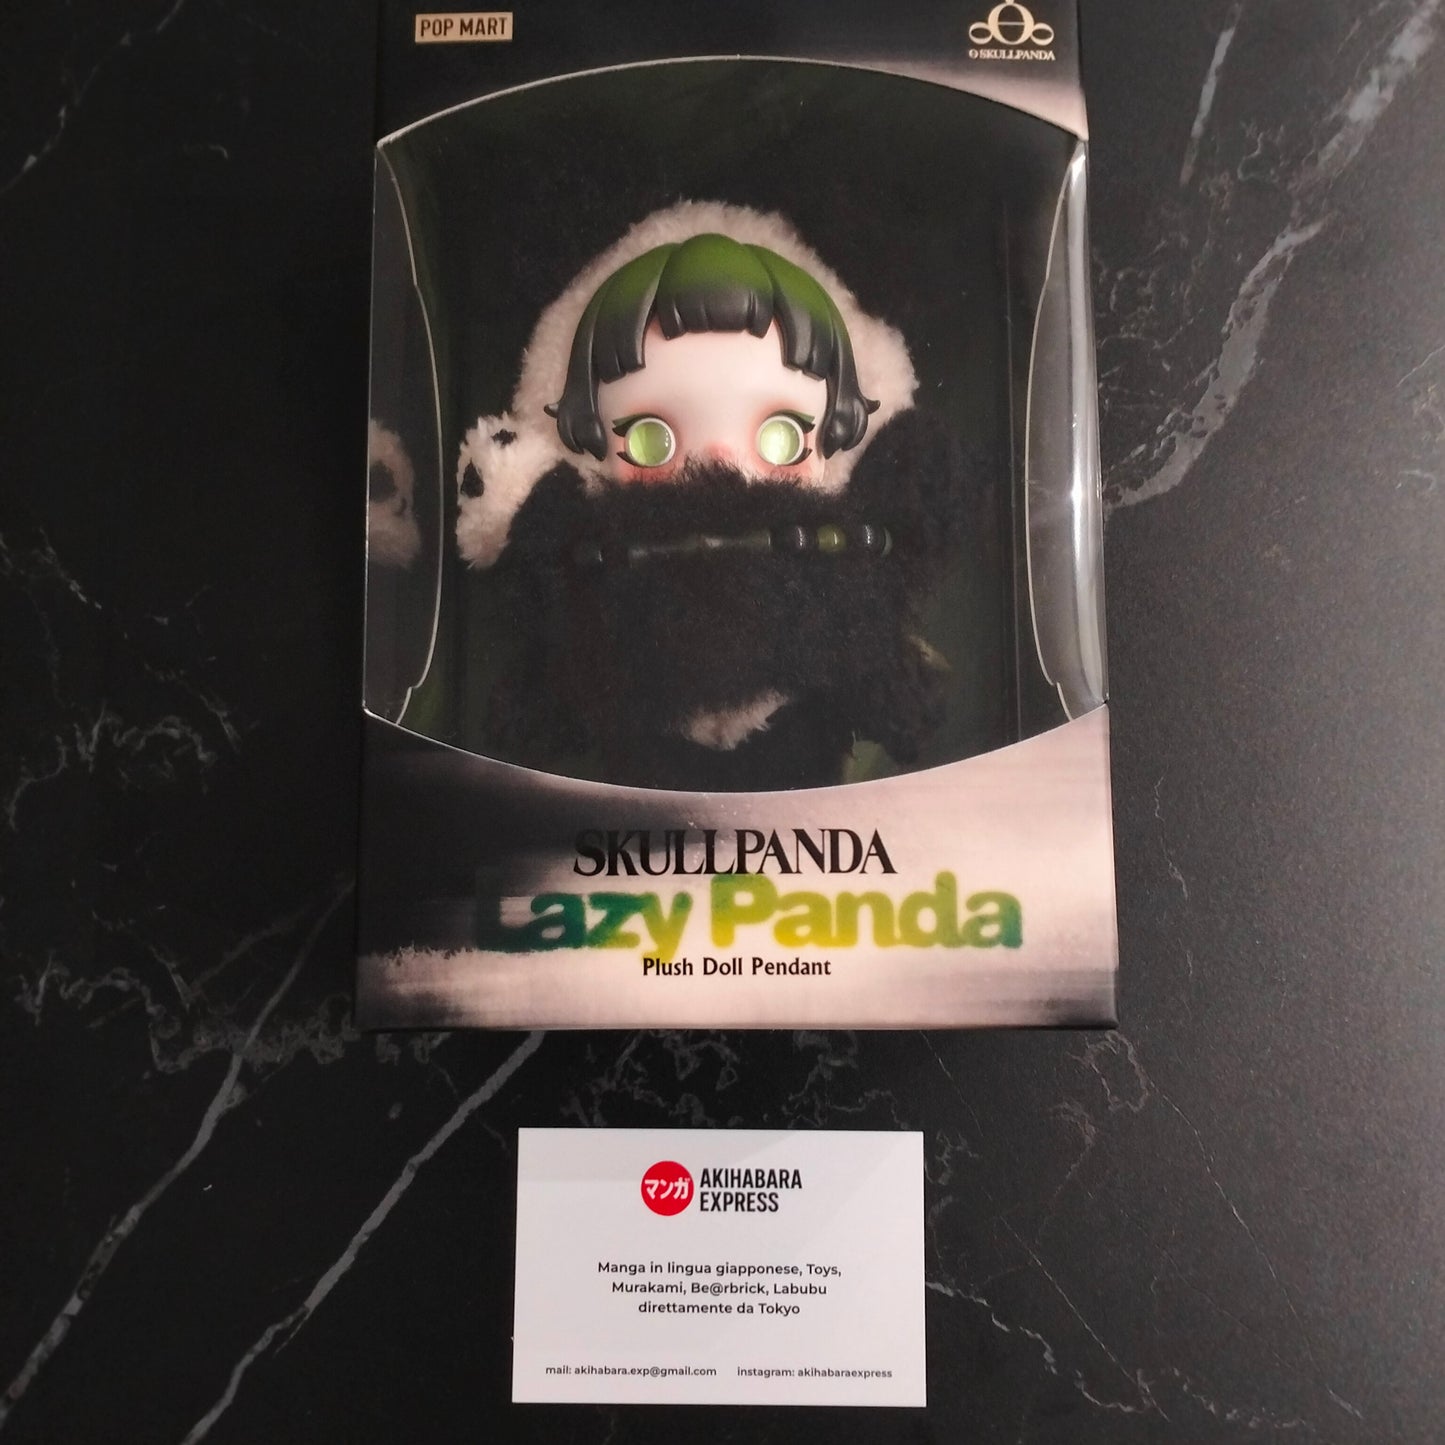 POP MART
SKULLPANDA
SKULLPANDA
Lazy Panda
Plush Doll Pendant
マンガ
AKIHABARA
EXPRESS
Manga in lingua giapponese, Toys,
Murakami, Be@rbrick, Labubu
direttamente da Tokyo
mail: akihabara.exp@gmail.com instagram: akihabaraexpress